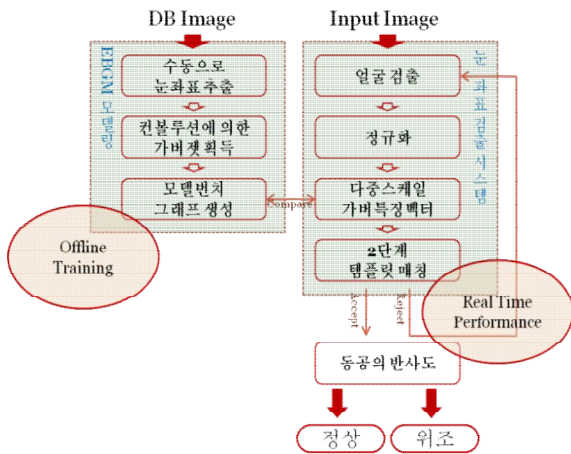 DB Image
Input Image
EBGM 모델링
수동으로
눈좌표추출
컨볼루션에 의한
가버젯 획득
모델번치
그래프 생성
Offline
Training
Compare
얼굴 검출
정규화
다중스케일
가버특징벡터
2단계
템플릿 매칭
눈 좌표 검출 시스템
Real Time
Performance
Accept
Reject
동공의 반사도
정상
위조